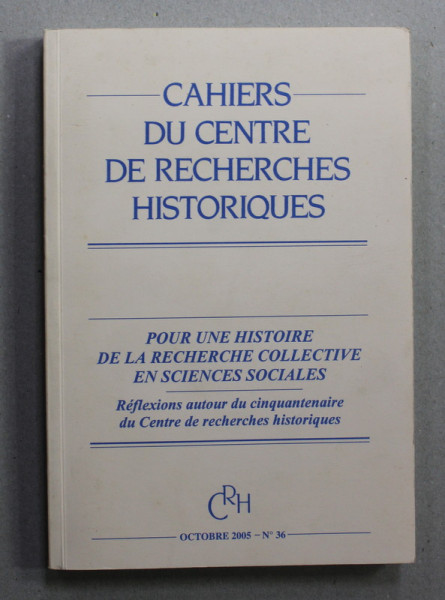 CAHIERS
DU CENTRE
DE RECHERCHES
HISTORIQUES
POUR UNE HISTOIRE
DE LA RECHERCHE COLLECTIVE
EN SCIENCES SOCIALES
Réflexions autour du cinquantenaire
du Centre de recherches historiques
CRH
OCTOBRE 2005 – N° 36